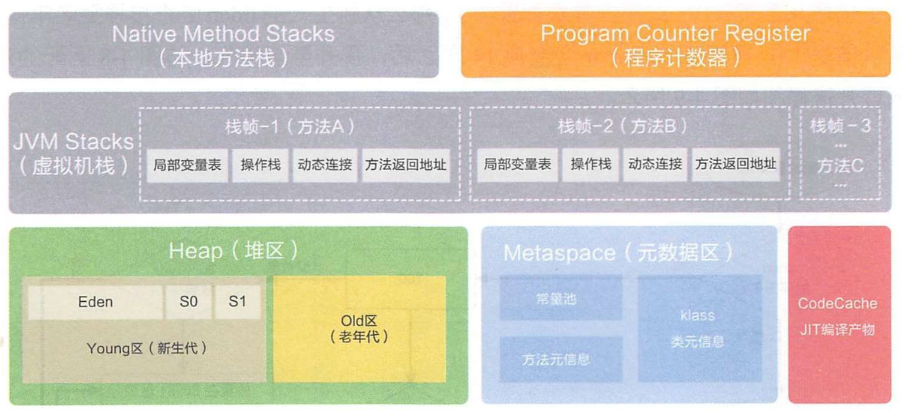 Native Method Stacks
（本地方法栈）
Program Counter Register
（程序计数器）
JVM Stacks
（虚拟机栈）
栈帧-1（方法A）
局部变量表
操作栈
动态连接
方法返回地址
栈帧-2（方法B）
局部变量表
操作栈
动态连接
方法返回地址
栈帧-3
...
方法C
...
Heap（堆区）
Eden
S0
S1
Young区（新生代）
Old区
（老年代）
Metaspace（元数据区）
常量池
方法元信息
klass
类元信息
CodeCache
JIT编译产物